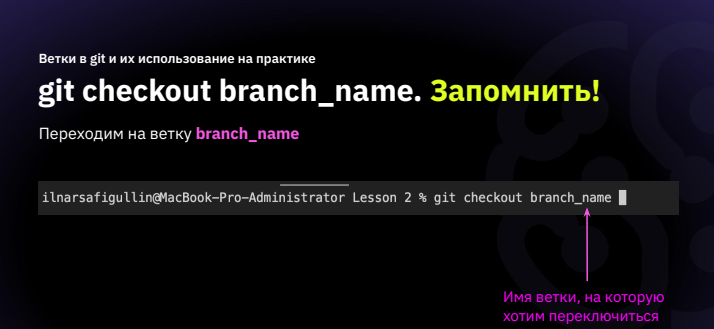 Ветки в git и их использование на практике
git checkout branch_name. Запомнить!
Переходим на ветку branch_name
ilnarsafigullin@MacBook-Pro-Administrator Lesson 2 % git checkout branch_name
Имя ветки, на которую
хотим переключиться